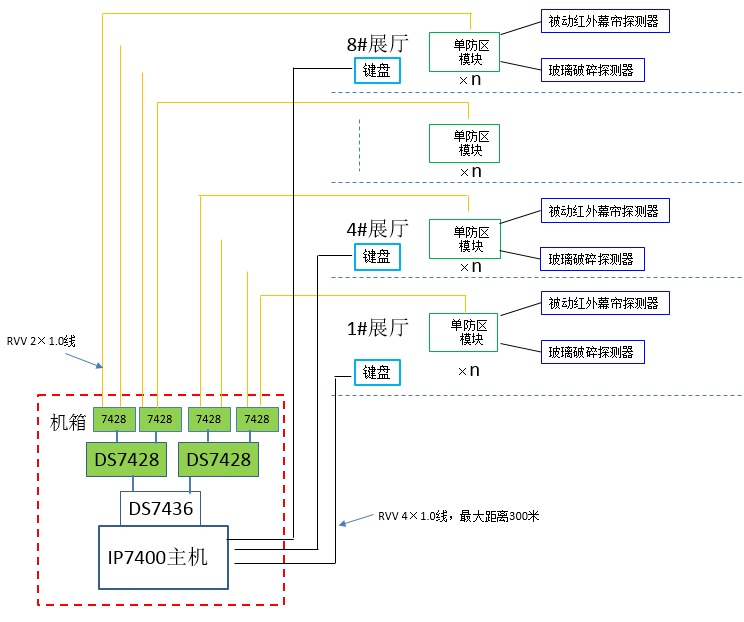 8#展厅
键盘
单防区
模块
×n
被动红外幕帘探测器
玻璃破碎探测器
单防区
模块
×n
4#展厅
键盘
单防区
模块
×n
被动红外幕帘探测器
玻璃破碎探测器
1#展厅
键盘
单防区
模块
×n
被动红外幕帘探测器
玻璃破碎探测器
RVV 2×1.0线
机箱
7428
7428
7428
7428
DS7428
DS7428
DS7436
IP7400主机
RVV 4×1.0线，最大距离300米